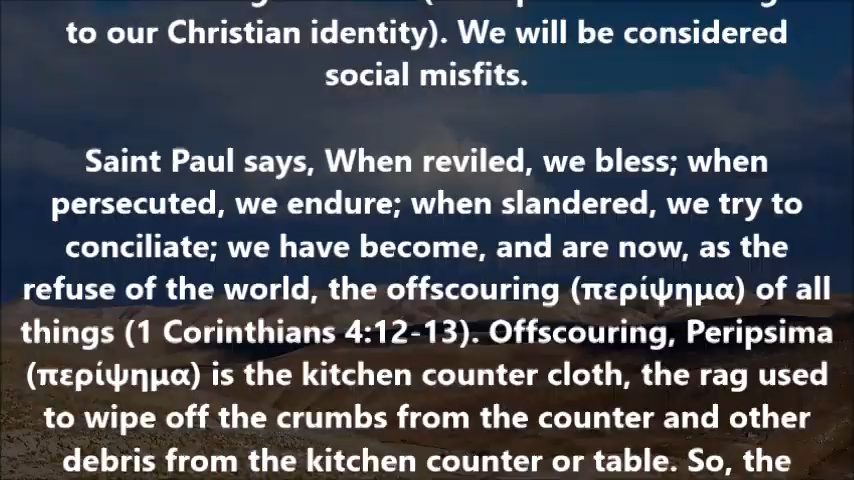 to our Christian identity). We will be considered
social misfits.
Saint Paul says, When reviled, we bless; when
persecuted, we endure; when slandered, we try to
conciliate; we have become, and are now, as the
refuse of the world, the offscouring (περίψημα) of all
things (1 Corinthians 4:12-13). Offscouring, Peripsima
(περίψημα) is the kitchen counter cloth, the rag used
to wipe off the crumbs from the counter and other
debris from the kitchen counter or table. So, the